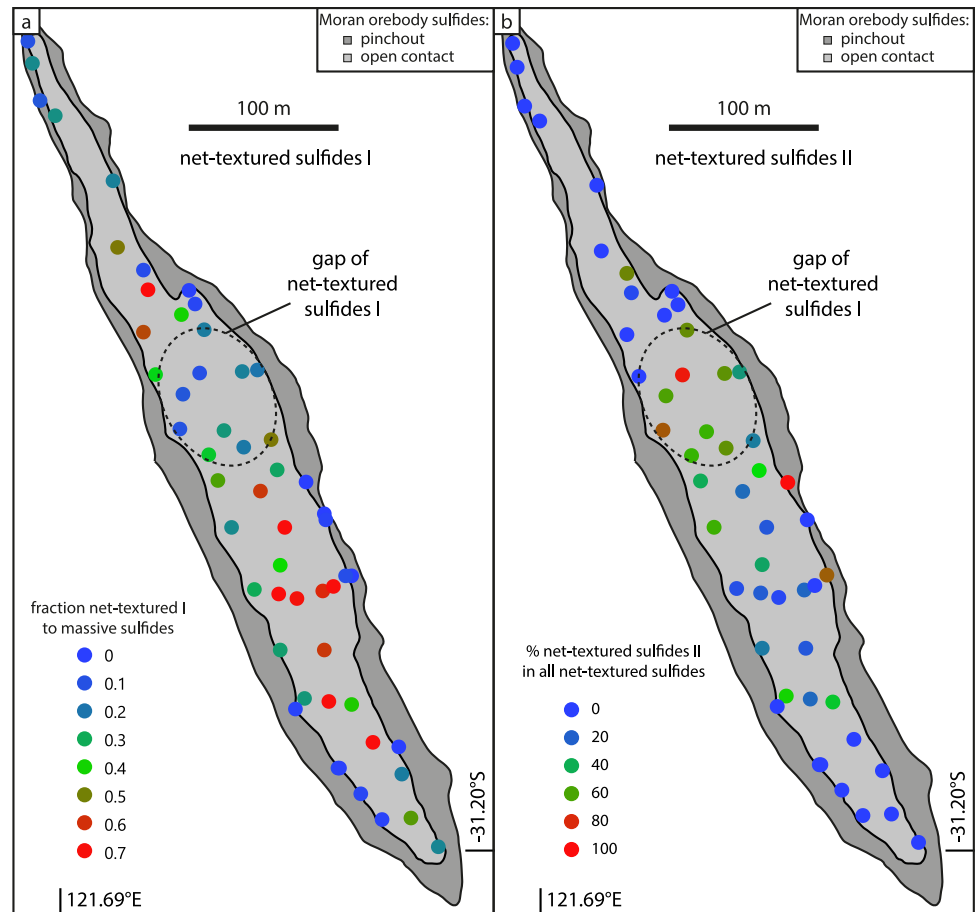 a
Moran orebody sulfides:
pinchout
open contact
100 m
net-textured sulfides I
gap of
net-textured
sulfides I
fraction net-textured I
to massive sulfides
0
0.1
0.2
0.3
0.4
0.5
0.6
0.7
-31.20°S
121.69°E
b
Moran orebody sulfides:
pinchout
open contact
100 m
net-textured sulfides II
gap of
net-textured
sulfides I
% net-textured sulfides II
in all net-textured sulfides
0
20
40
60
80
100
-31.20°S
121.69°E